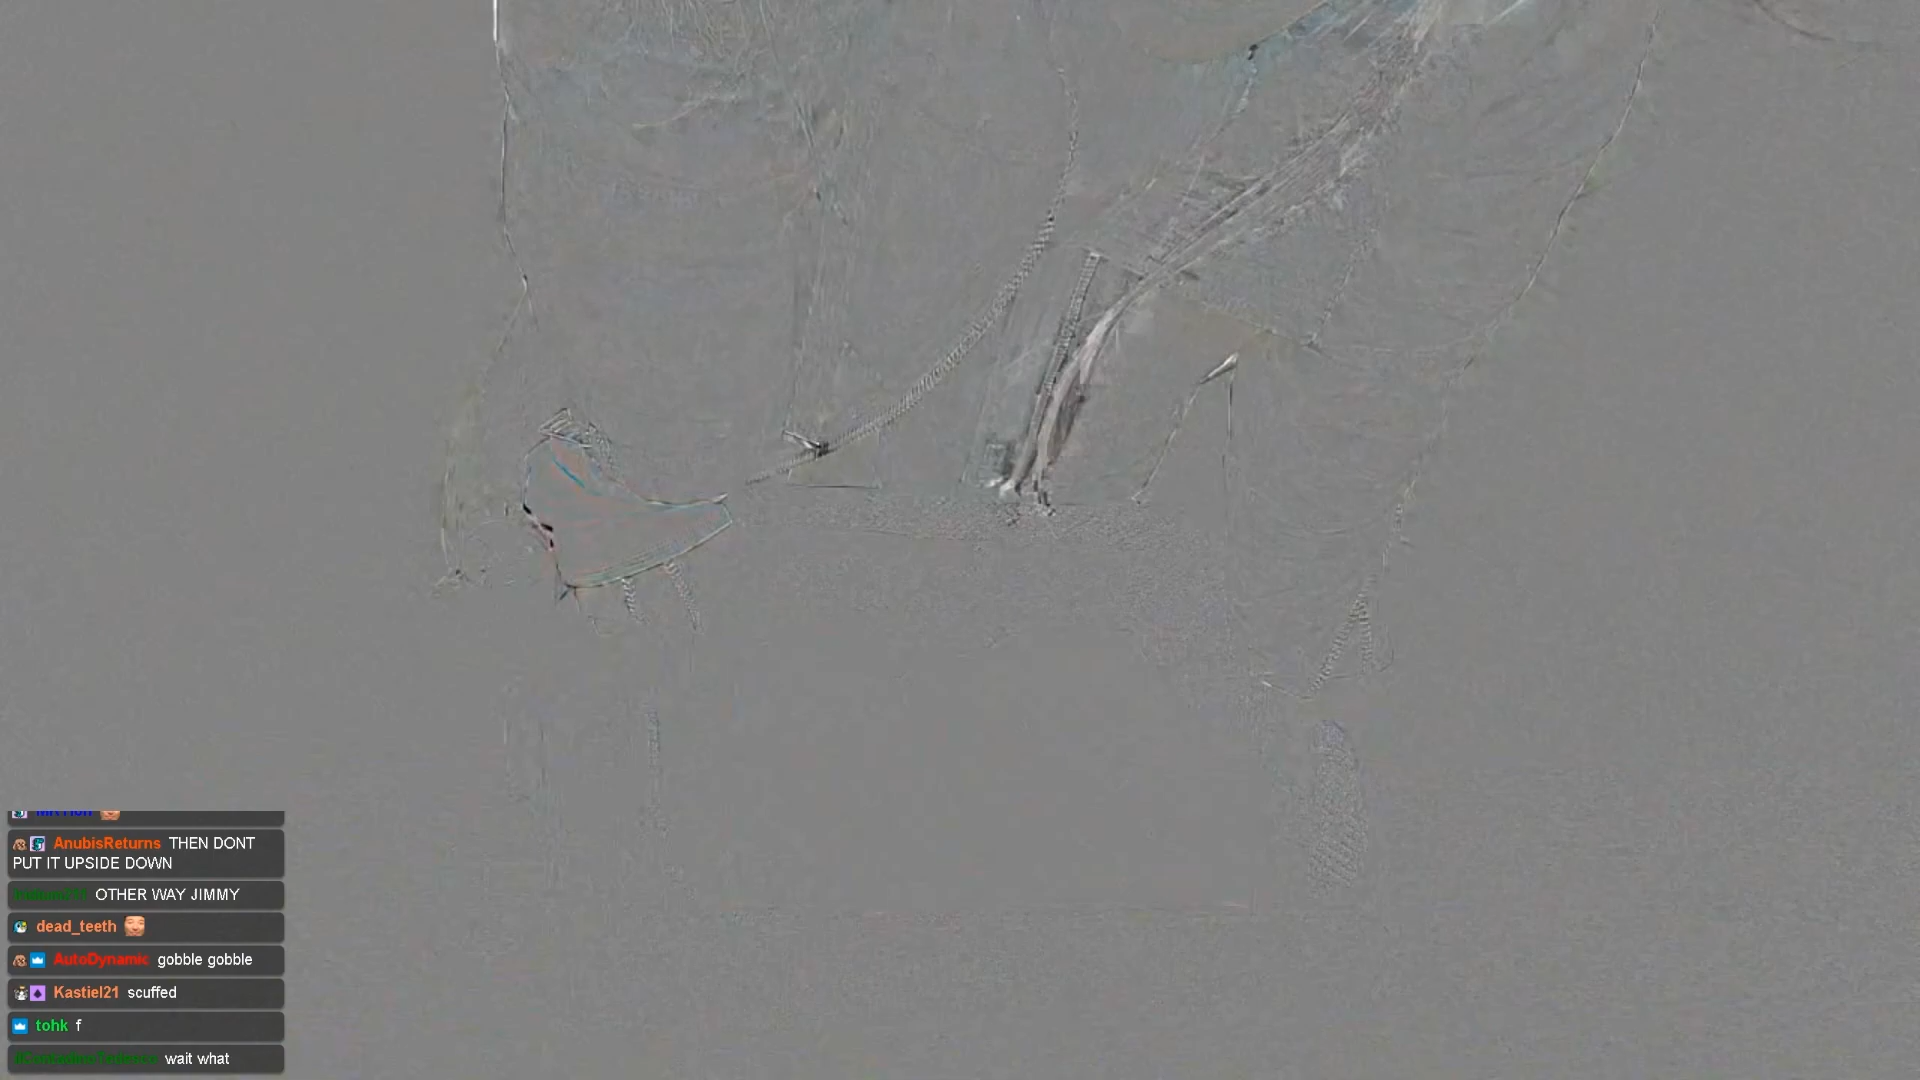 AnubisReturns THEN DONT
PUT IT UPSIDE DOWN
OTHER WAY JIMMY
dead_teeth
AutoDynamic gobble gobble
Kastiel21 scuffed
tohk f
wait what